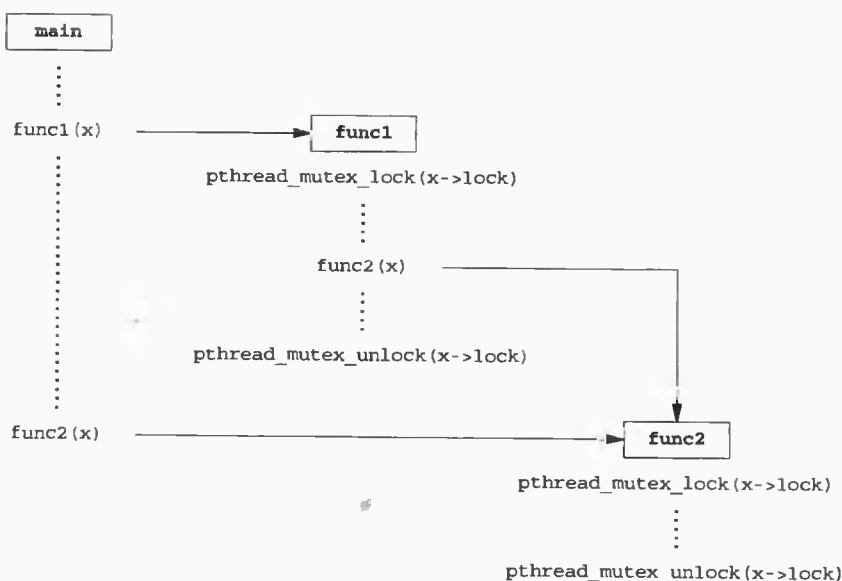 main
func1(x)
func1
pthread_mutex_lock(x->lock)
func2(x)
pthread_mutex_unlock(x->lock)
func2(x)
func2
pthread_mutex_lock(x->lock)
pthread_mutex_unlock(x->lock)